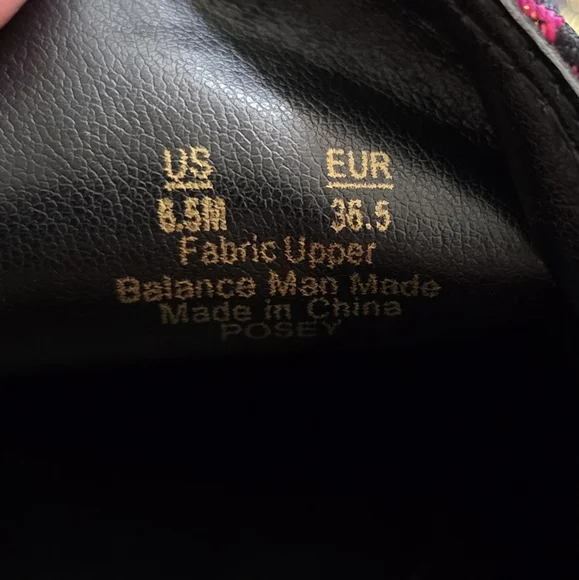 US EUR
6.5M 36.5
Fabric Upper
Balance Man Made
Made in China
POSEY